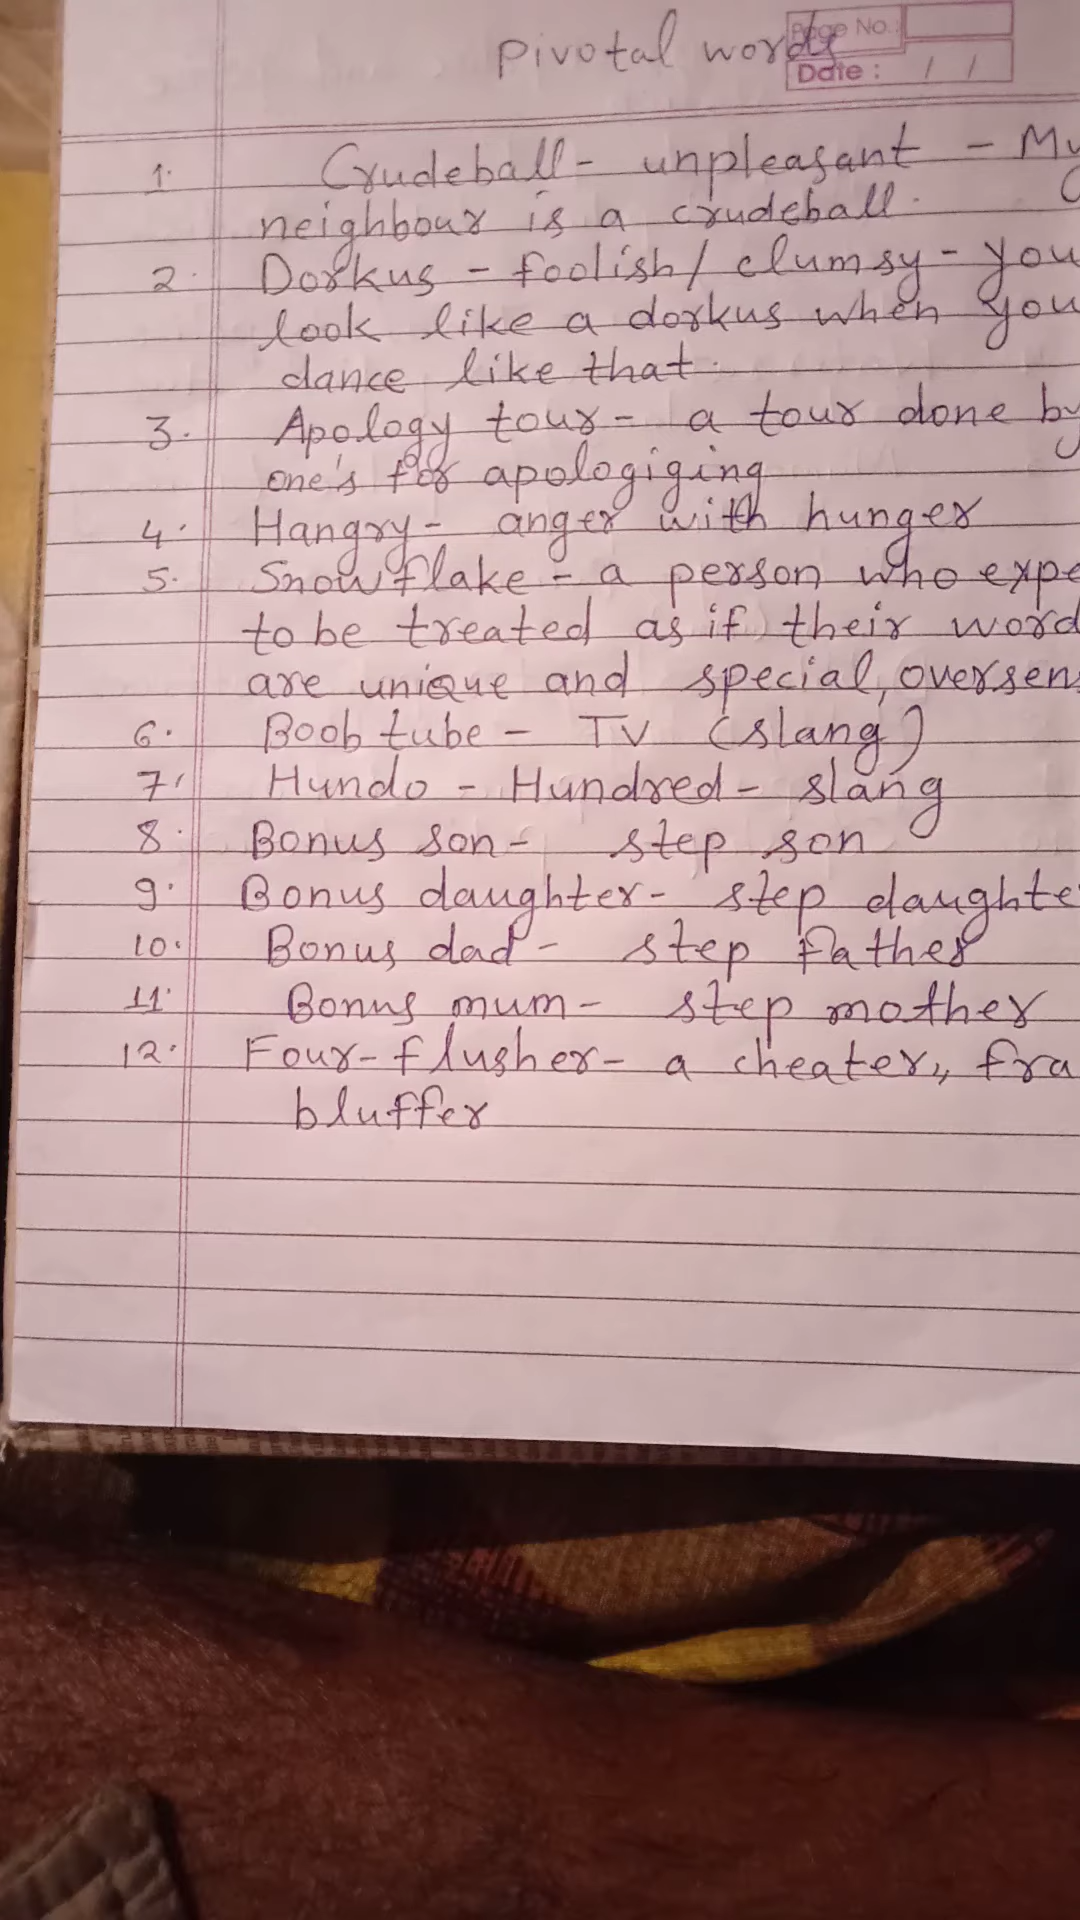 Pivotal words
Page No.:
Date : / /
1. Crudeball - unpleasant - My
neighbour is a crudeball.
2. Dorkus - foolish/ clumsy - you
look like a dorkus when you
dance like that.
3. Apology tour - a tour done by
one's for apologiging
4. Hangry - anger with hunger
5. Snowflake - a person who expe
to be treated as if their word
are unique and special, oversens
6. Boob tube - TV (slang)
7. Hundo - Hundred - slang
8. Bonus son - step son
9. Bonus daughter - step daughte
10. Bonus dad - step father
11. Bonus mum - step mother
12. Four-flusher - a cheater,, fra
bluffer